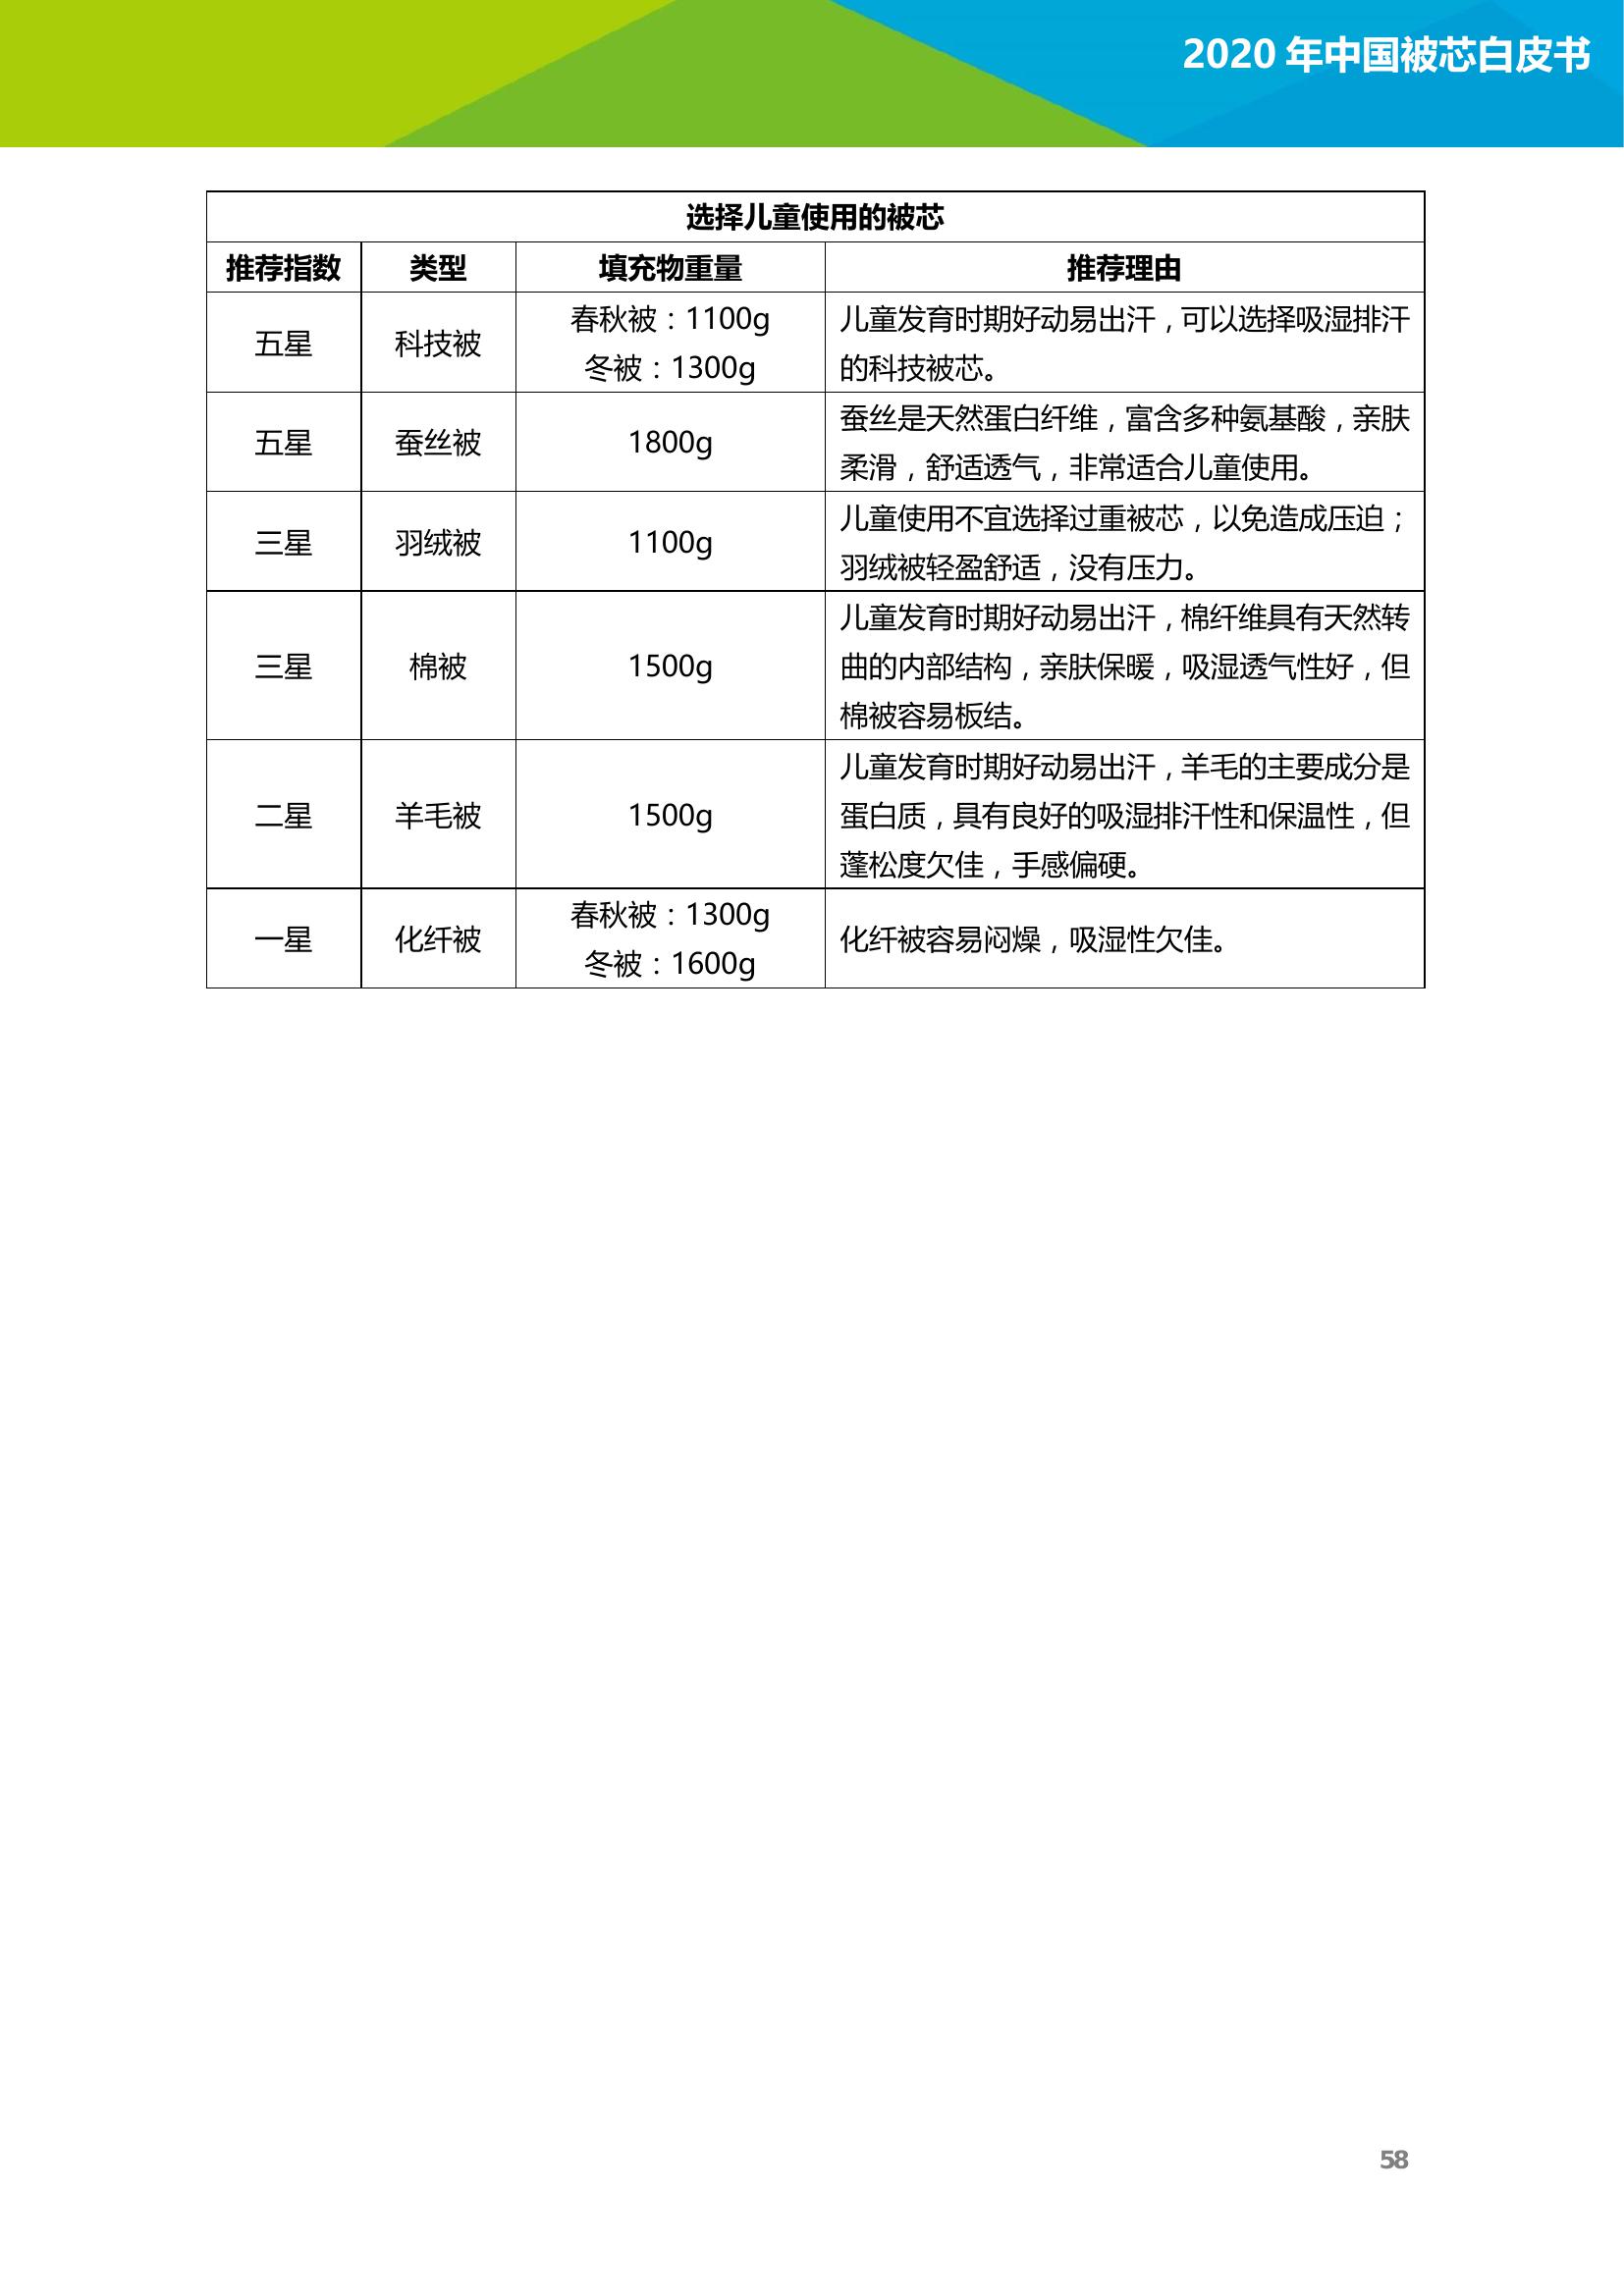 2020 年中国被芯白皮书
选择儿童使用的被芯
推荐指数 类型 填充物重量 推荐理由
五星 科技被 春秋被：1100g
冬被：1300g
儿童发育时期好动易出汗，可以选择吸湿排汗
的科技被芯。
五星 蚕丝被 1800g
蚕丝是天然蛋白纤维，富含多种氨基酸，亲肤
柔滑，舒适透气，非常适合儿童使用。
三星 羽绒被 1100g
儿童使用不宜选择过重被芯，以免造成压迫；
羽绒被轻盈舒适，没有压力。
三星 棉被 1500g
儿童发育时期好动易出汗，棉纤维具有天然转
曲的内部结构，亲肤保暖，吸湿透气性好，但
棉被容易板结。
二星 羊毛被 1500g
儿童发育时期好动易出汗，羊毛的主要成分是
蛋白质，具有良好的吸湿排汗性和保温性，但
蓬松度欠佳，手感偏硬。
一星 化纤被 春秋被：1300g
冬被：1600g
化纤被容易闷燥，吸湿性欠佳。
58